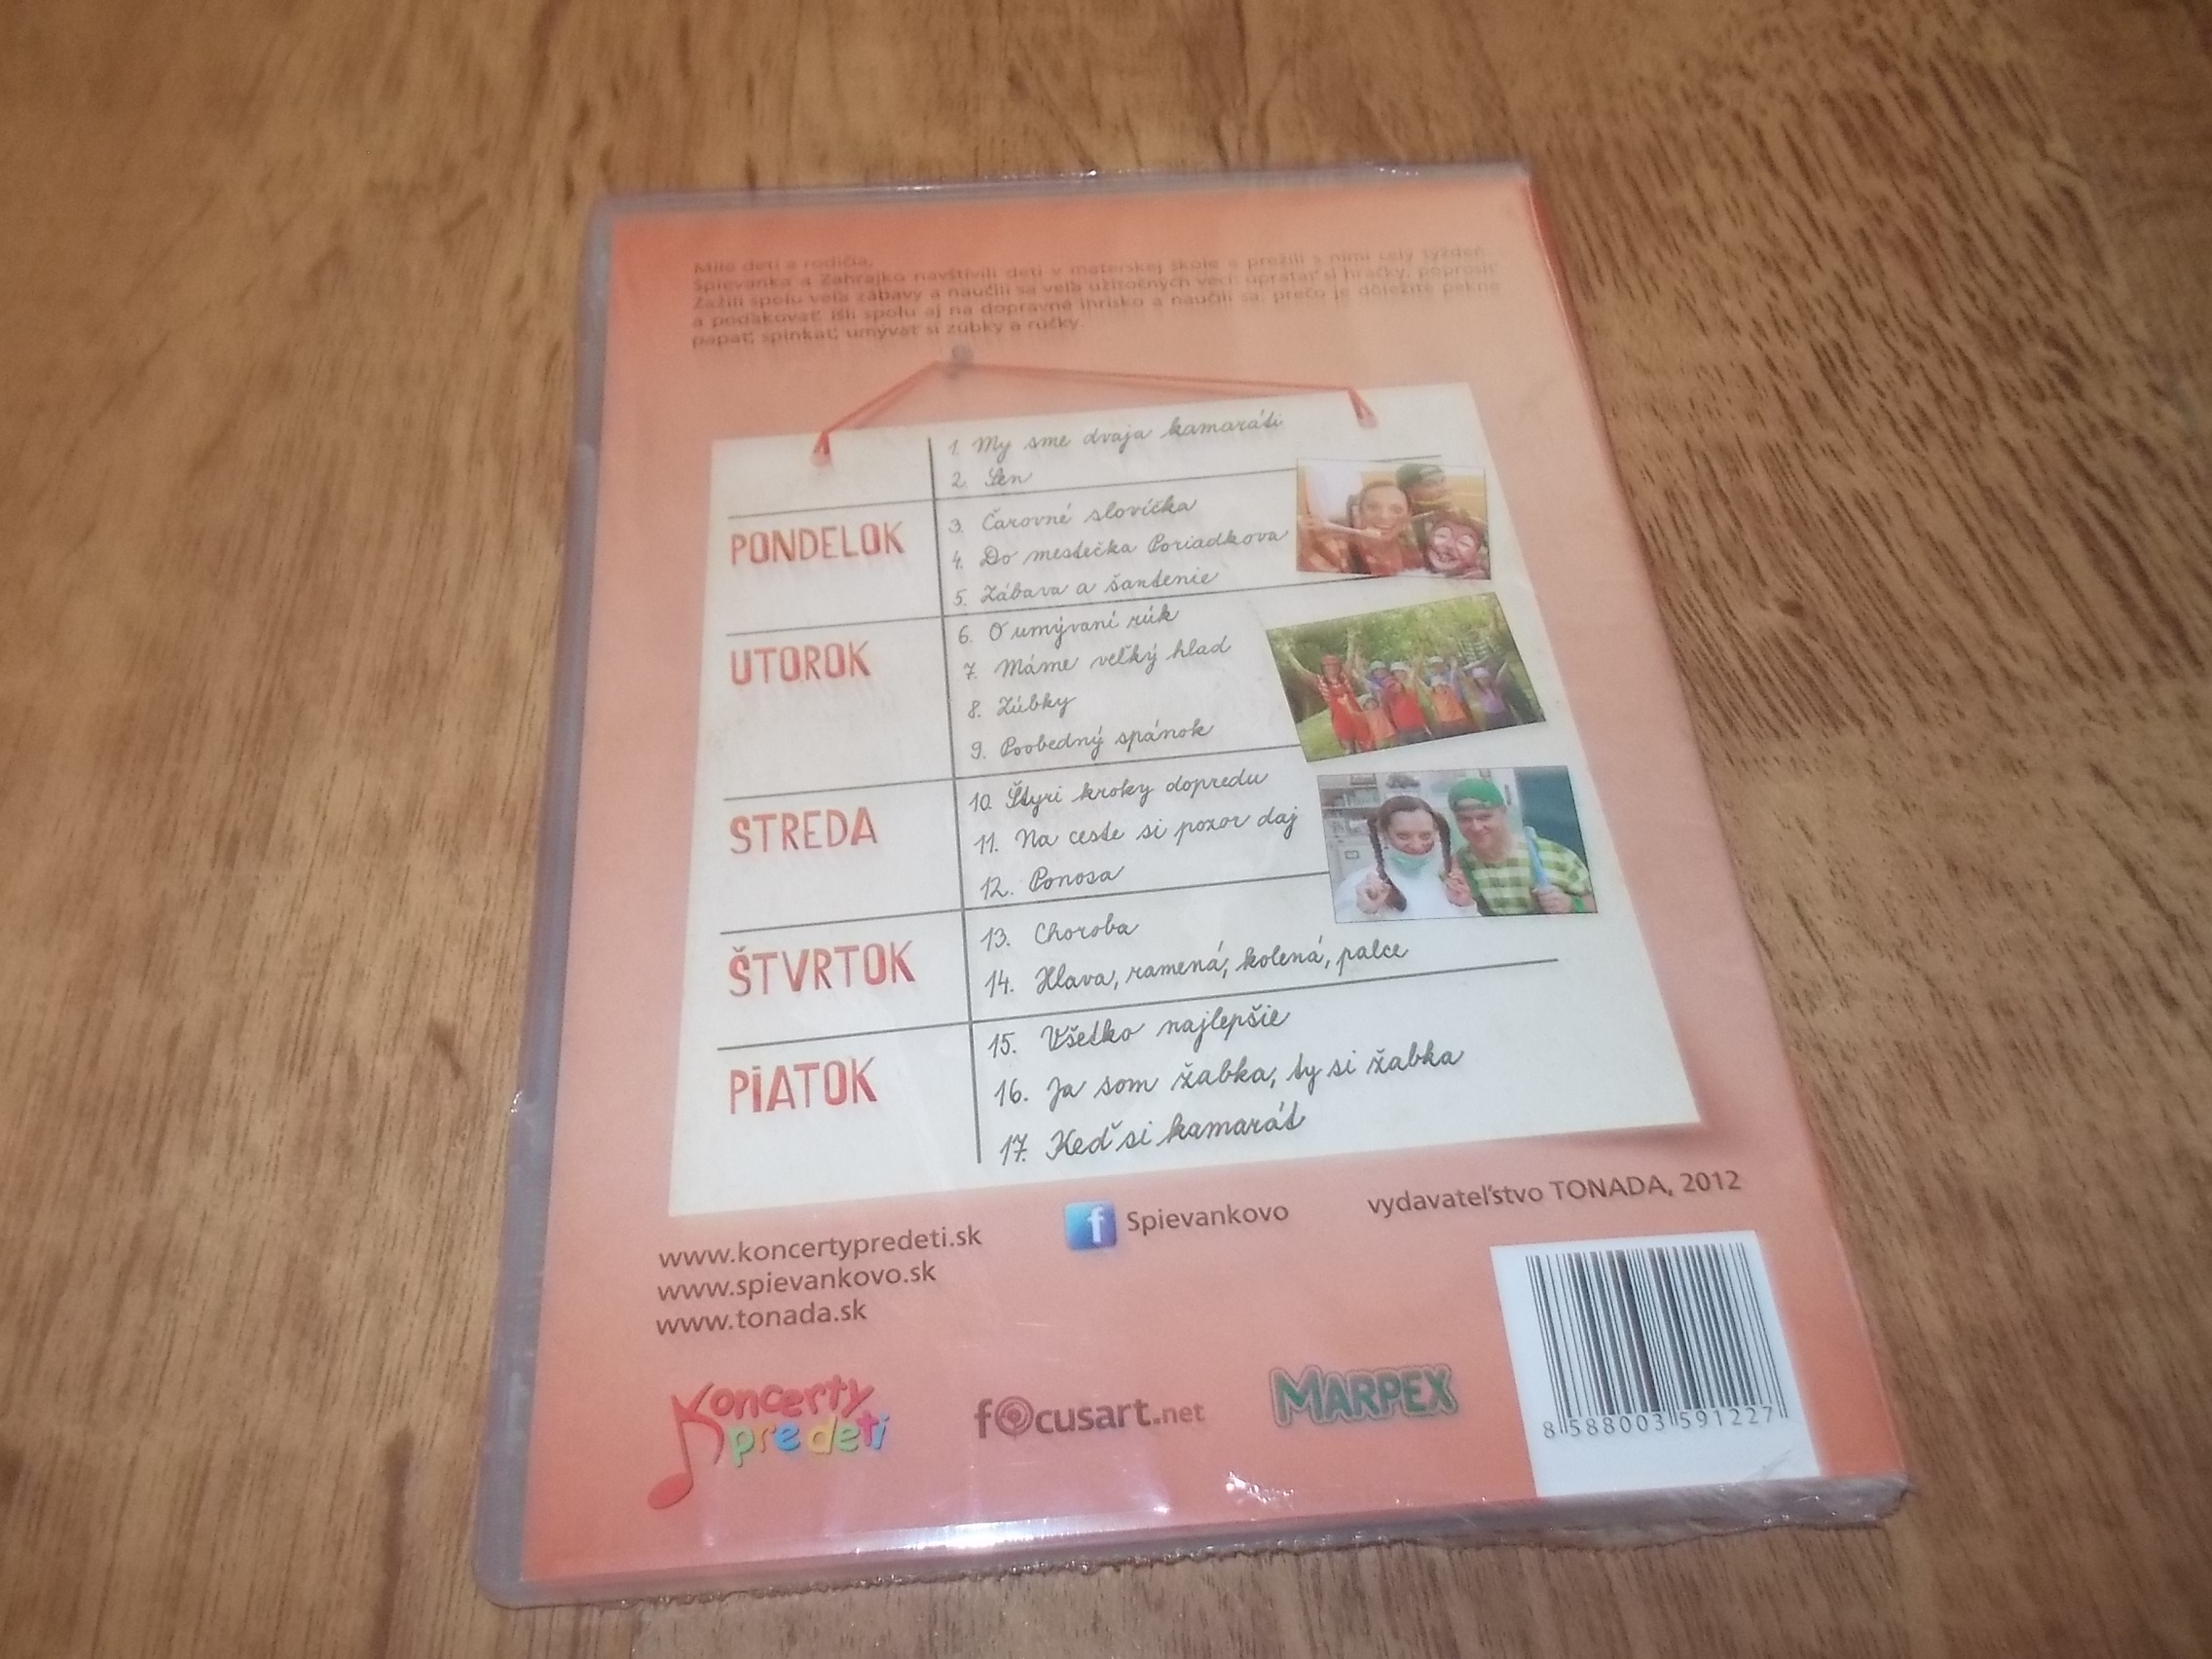 Milé deti a rodičia,
Spievanka a Zahrajko navštívili deti v materskej škole a prežili s nimi celý týždeň.
Zažili spolu veľa zábavy a naučili sa veľa užitočných vecí: upratať si hračky, poprosiť
a poďakovať. Išli spolu aj na dopravné ihrisko a naučili sa, prečo je dôležité pekne
papať, spinkať, umývať si zúbky a rúčky.
1. My sme dvaja kamaráti
2. Sen
PONDELOK
3. Čarovné slovíčka
4. Do mestečka Poriadkova
5. Zábava a šantenie
UTOROK
6. O umývaní rúk
7. Máme veľký hlad
8. Zúbky
9. Poobedný spánok
STREDA
10. Štyri kroky dopredu
11. Na ceste si pozor daj
12. Ponosa
ŠTVRTOK
13. Choroba
14. Hlava, ramená, kolená, palce
PIATOK
15. Všetko najlepšie
16. Ja som žabka, ty si žabka
17. Keď si kamarát
www.koncertypredeti.sk
www.spievankovo.sk
www.tonada.sk
f Spievankovo
vydavateľstvo TONADA, 2012
Koncerty
pre deti
focusart.net
MARPEX
8 588003 591227